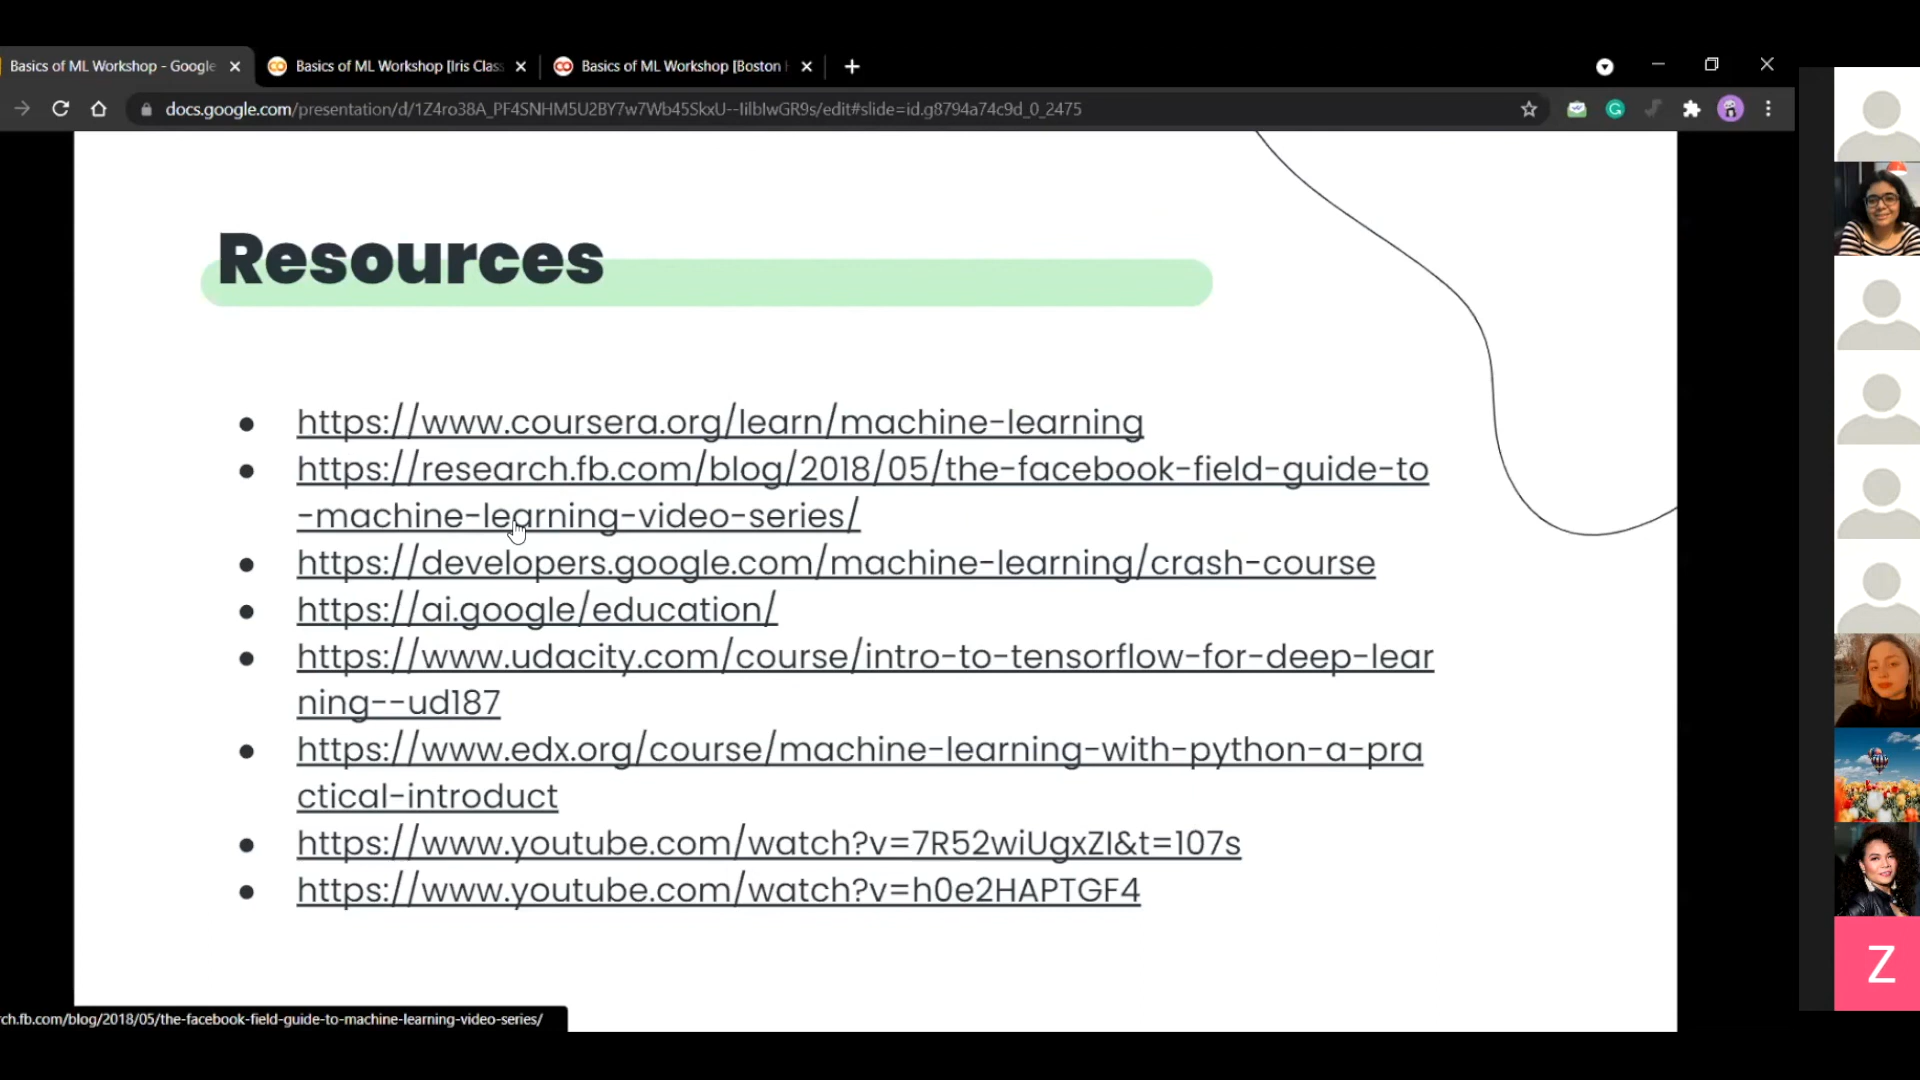 Basics of ML Workshop - Google
Basics of ML Workshop [Iris Class
Basics of ML Workshop [Boston
docs.google.com/presentation/d/1Z4ro38A_PF4SNHM5U2BY7w7Wb45SkxU--IilbIwGR9s/edit#slide=id.g8794a74c9d_0_2475
Resources
https://www.coursera.org/learn/machine-learning
https://research.fb.com/blog/2018/05/the-facebook-field-guide-to
-machine-learning-video-series/
https://developers.google.com/machine-learning/crash-course
https://ai.google/education/
https://www.udacity.com/course/intro-to-tensorflow-for-deep-lear
ning--ud187
https://www.edx.org/course/machine-learning-with-python-a-pra
ctical-introduct
https://www.youtube.com/watch?v=7R52wiUgxZI&t=107s
https://www.youtube.com/watch?v=h0e2HAPTGF4
Z
ch.fb.com/blog/2018/05/the-facebook-field-guide-to-machine-learning-video-series/